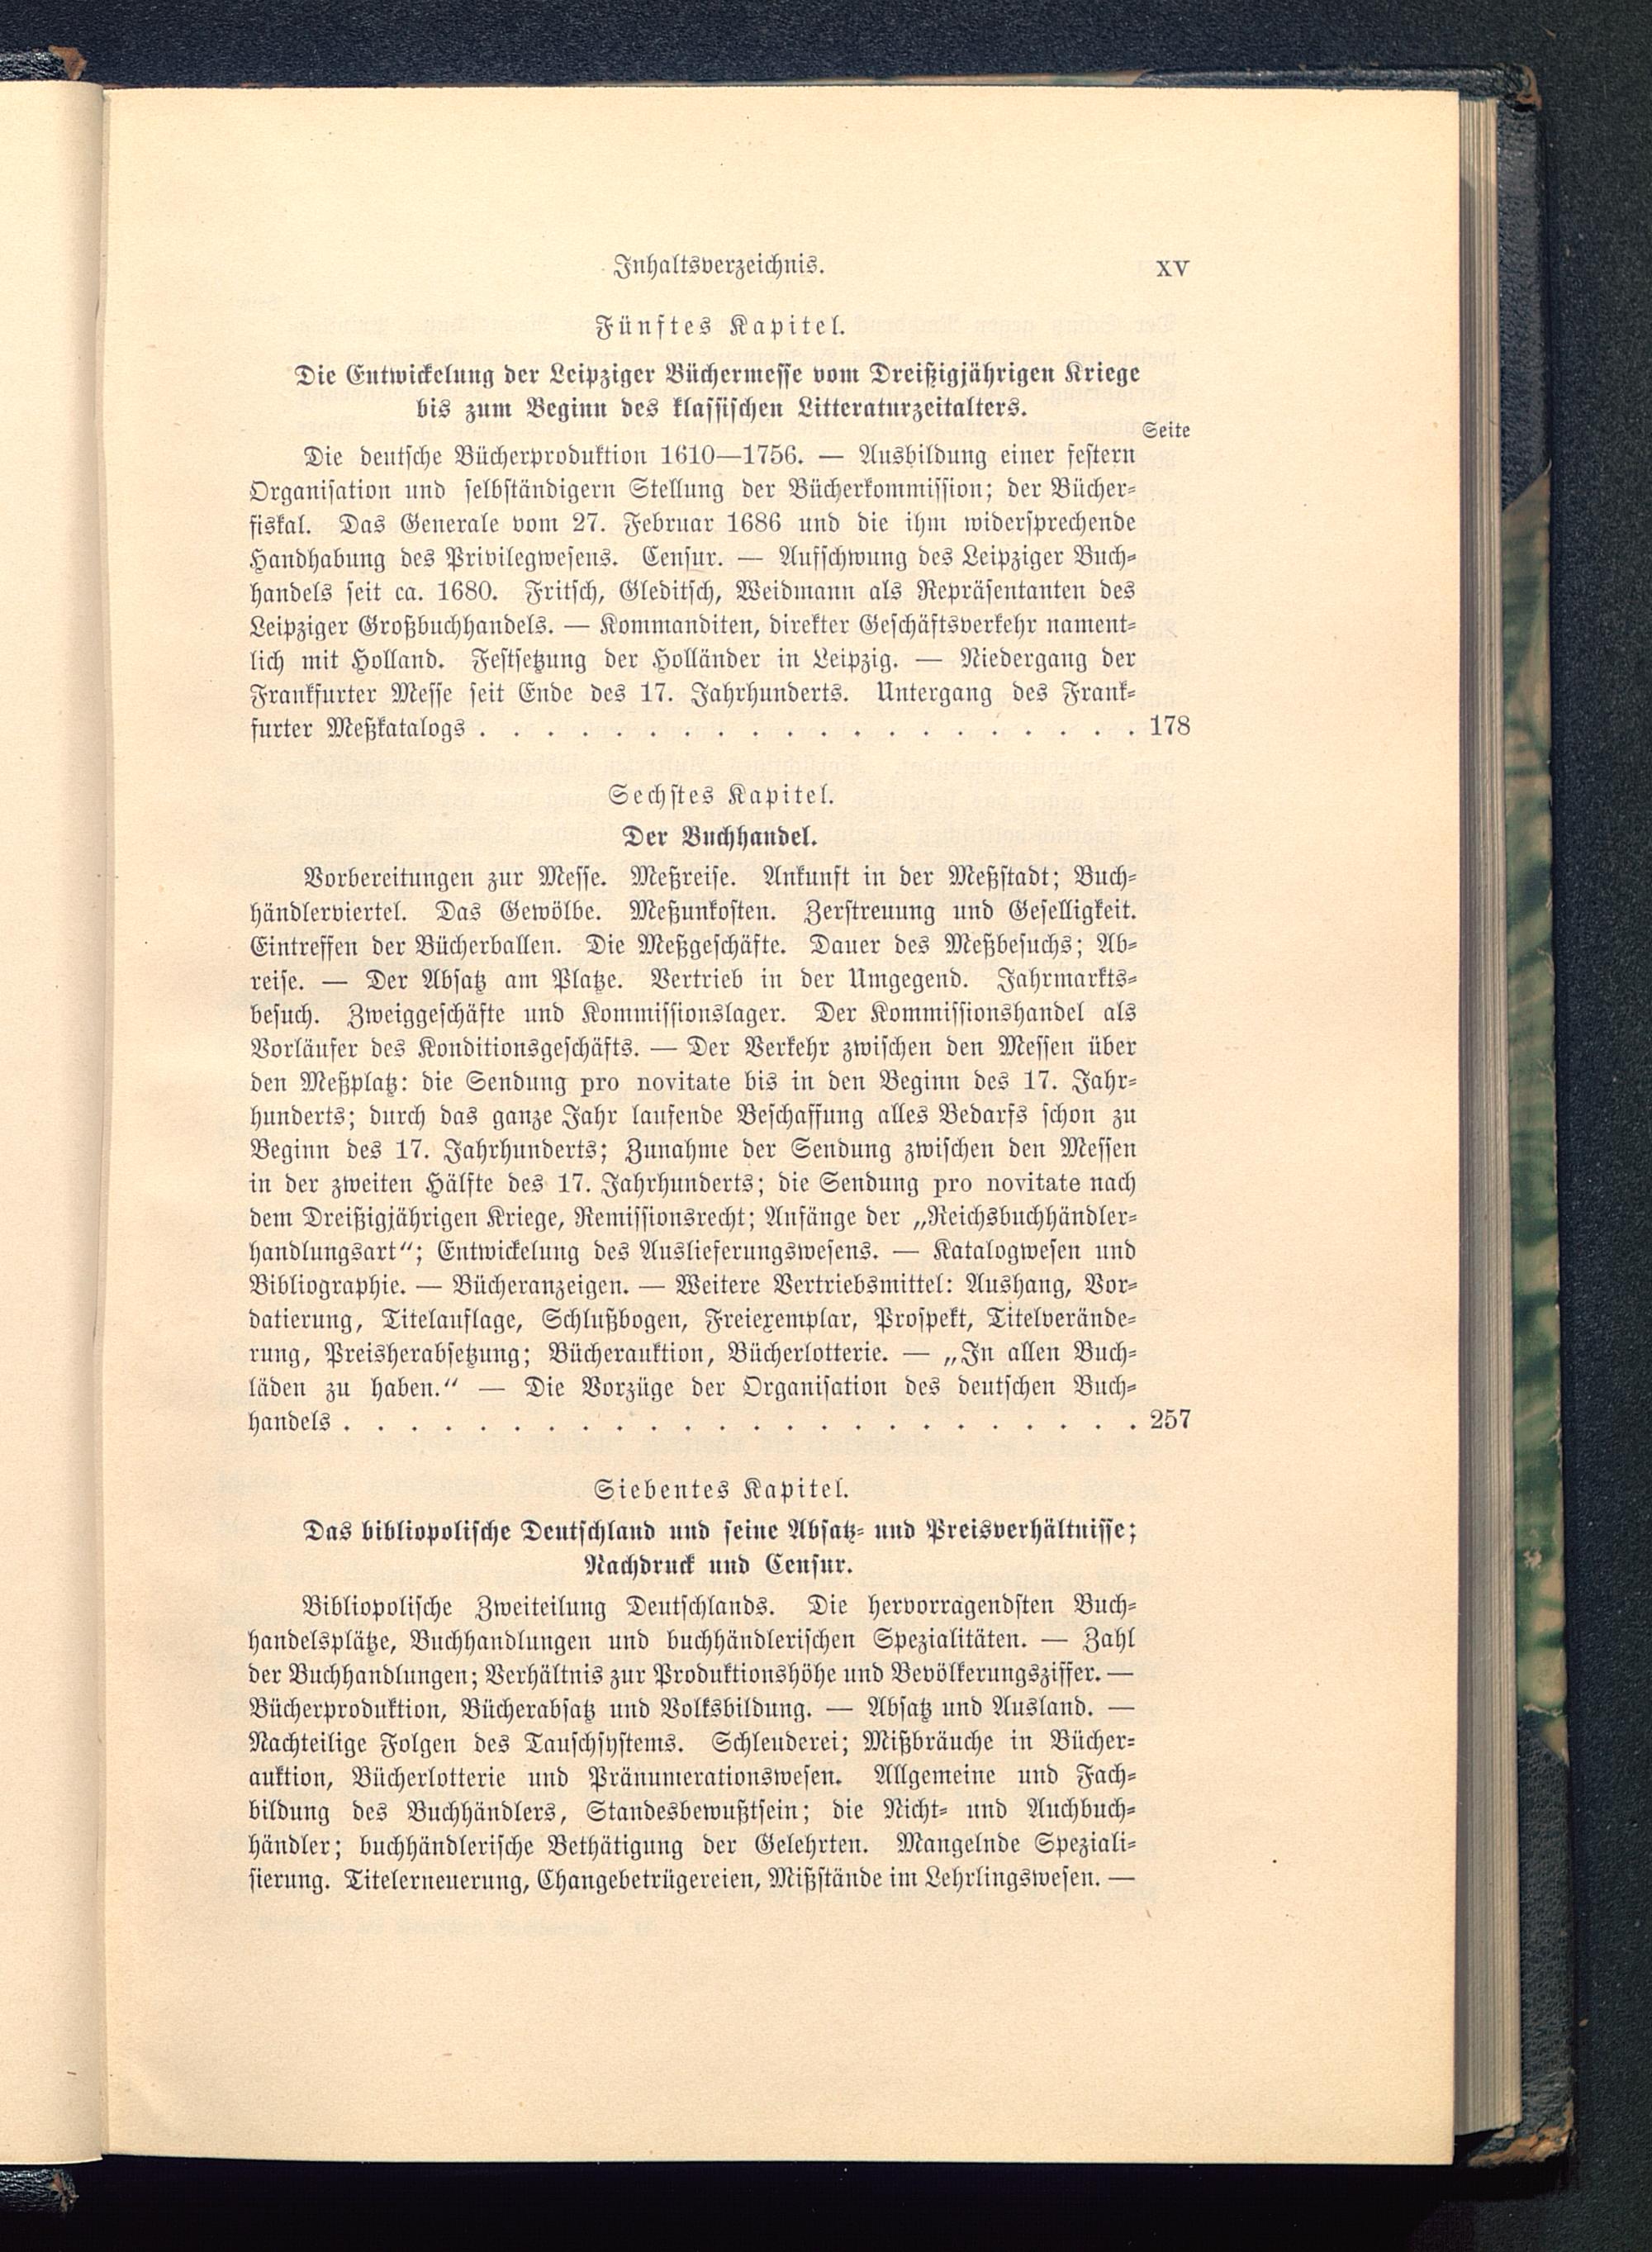 Inhaltsverzeichnis. XV
Fünftes Kapitel.
Die Entwickelung der Leipziger Büchermesse vom Dreißigjährigen Kriege
bis zum Beginn des klassischen Litteraturzeitalters.
Seite
Die deutsche Bücherproduktion 1610—1756. — Ausbildung einer festern
Organisation und selbständigern Stellung der Bücherkommission; der Bücher-
fiskal. Das Generale vom 27. Februar 1686 und die ihm widersprechende
Handhabung des Privilegwesens. Censur. — Aufschwung des Leipziger Buch-
handels seit ca. 1680. Fritsch, Gleditsch, Weidmann als Repräsentanten des
Leipziger Großbuchhandels. — Kommanditen, direkter Geschäftsverkehr nament-
lich mit Holland. Festsetzung der Holländer in Leipzig. — Niedergang der
Frankfurter Messe seit Ende des 17. Jahrhunderts. Untergang des Frank-
furter Meßkatalogs . . . . . . . . . . . . . . . . . . . . 178
Sechstes Kapitel.
Der Buchhandel.
Vorbereitungen zur Messe. Meßreise. Ankunft in der Meßstadt; Buch-
händlerviertel. Das Gewölbe. Meßunkosten. Zerstreuung und Geselligkeit.
Eintreffen der Bücherballen. Die Meßgeschäfte. Dauer des Meßbesuchs; Ab-
reise. — Der Absatz am Platze. Vertrieb in der Umgegend. Jahrmarkts-
besuch. Zweiggeschäfte und Kommissionslager. Der Kommissionshandel als
Vorläufer des Konditionsgeschäfts. — Der Verkehr zwischen den Messen über
den Meßplatz: die Sendung pro novitate bis in den Beginn des 17. Jahr-
hunderts; durch das ganze Jahr laufende Beschaffung alles Bedarfs schon zu
Beginn des 17. Jahrhunderts; Zunahme der Sendung zwischen den Messen
in der zweiten Hälfte des 17. Jahrhunderts; die Sendung pro novitate nach
dem Dreißigjährigen Kriege, Remissionsrecht; Anfänge der „Reichsbuchhändler-
handlungsart“; Entwickelung des Auslieferungswesens. — Katalogwesen und
Bibliographie. — Bücheranzeigen. — Weitere Vertriebsmittel: Aushang, Vor-
datierung, Titelauflage, Schlußbogen, Freiexemplar, Prospekt, Titelverände-
rung, Preisherabsetzung; Bücherauktion, Bücherlotterie. — „In allen Buch-
läden zu haben.“ — Die Vorzüge der Organisation des deutschen Buch-
handels . . . . . . . . . . . . . . . . . . . . . . . . 257
Siebentes Kapitel.
Das bibliopolische Deutschland und seine Absatz- und Preisverhältnisse;
Nachdruck und Censur.
Bibliopolische Zweiteilung Deutschlands. Die hervorragendsten Buch-
handelsplätze, Buchhandlungen und buchhändlerischen Spezialitäten. — Zahl
der Buchhandlungen; Verhältnis zur Produktionshöhe und Bevölkerungsziffer. —
Bücherproduktion, Bücherabsatz und Volksbildung. — Absatz und Ausland. —
Nachteilige Folgen des Tauschsystems. Schleuderei; Mißbräuche in Bücher-
auktion, Bücherlotterie und Pränumerationswesen. Allgemeine und Fach-
bildung des Buchhändlers, Standesbewußtsein; die Nicht- und Auchbuch-
händler; buchhändlerische Bethätigung der Gelehrten. Mangelnde Speziali-
sierung. Titelerneuerung, Changebetrügereien, Mißstände im Lehrlingswesen. —